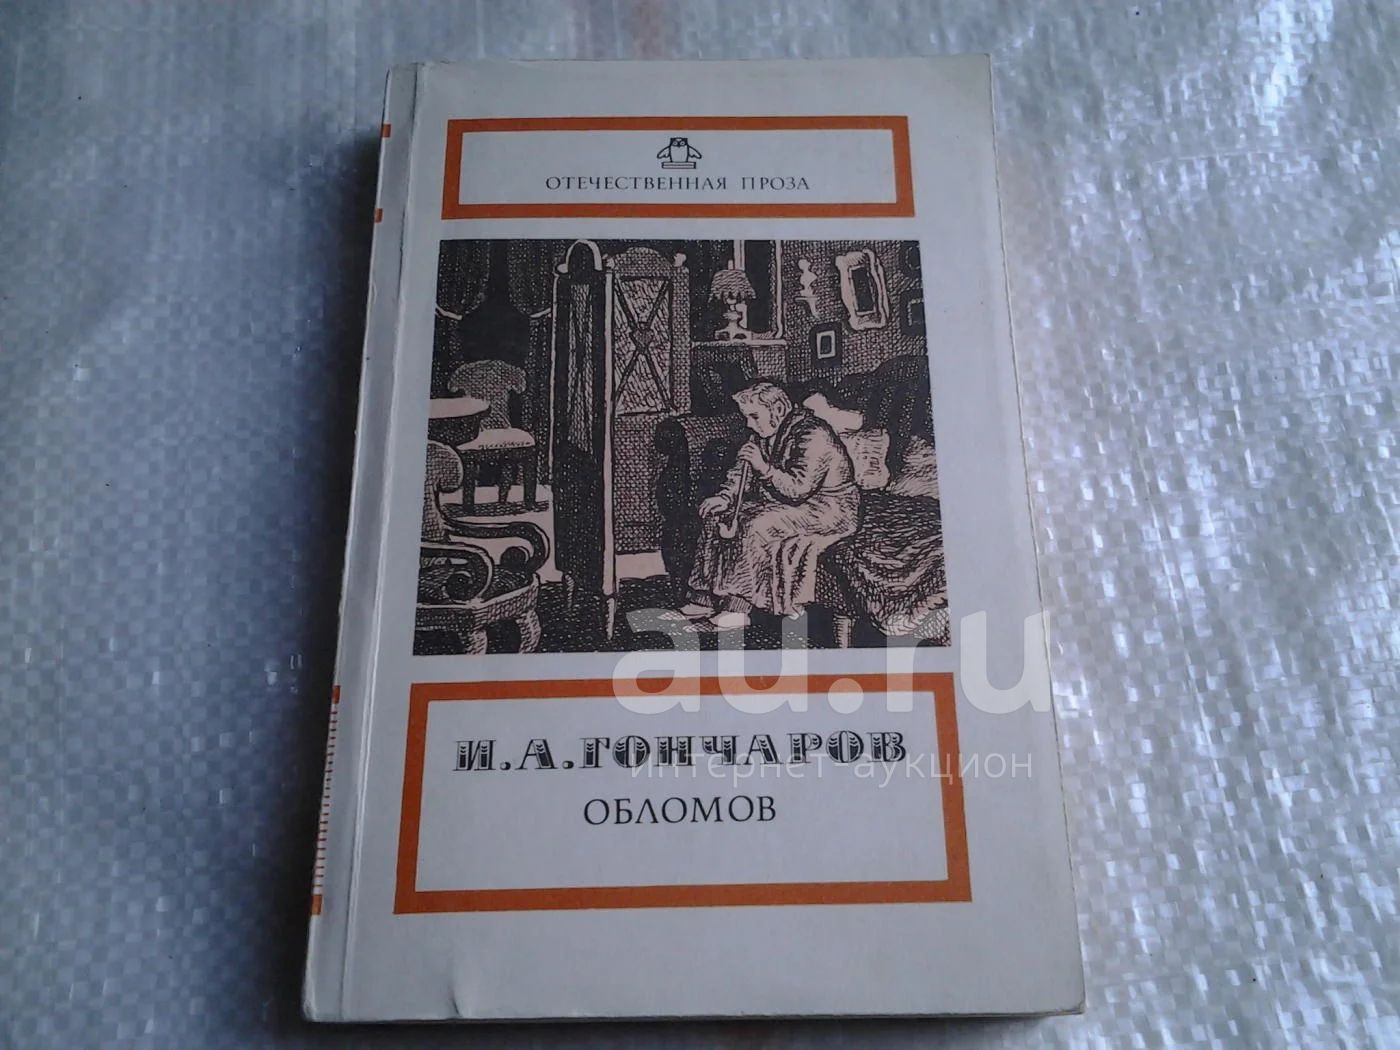 ОТЕЧЕСТВЕННАЯ ПРОЗА
au.ru
И.А.ГОНЧАРОВ
интернет-аукцион
ОБЛОМОВ